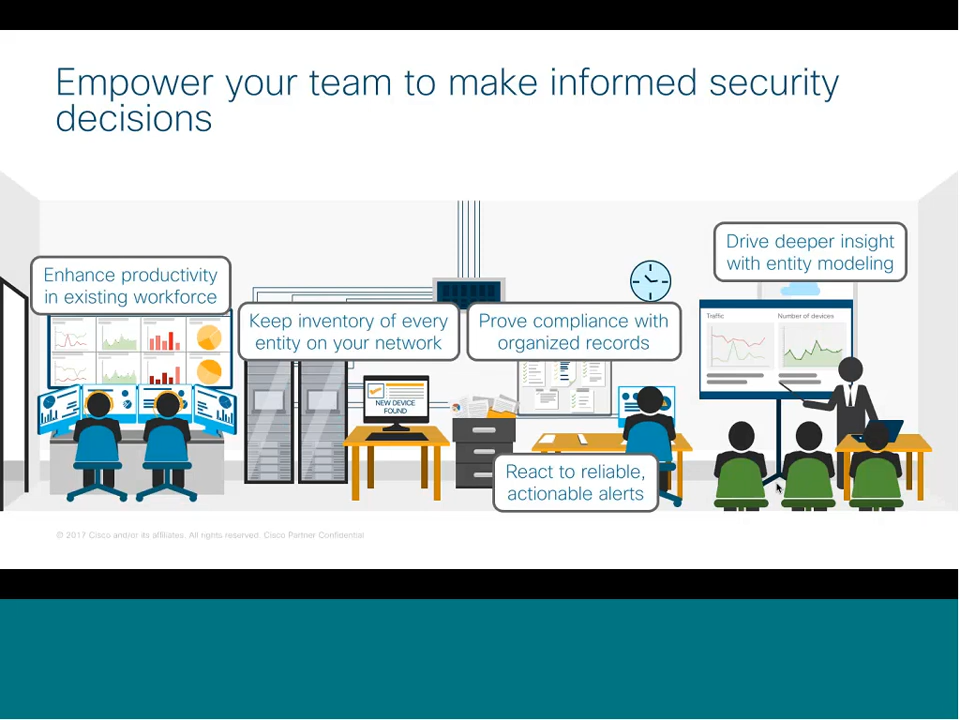 Empower your team to make informed security
decisions
Drive deeper insight
with entity modeling
Enhance productivity
in existing workforce
Keep inventory of every
entity on your network
Prove compliance with
organized records
Traffic
Number of devices
NEW DEVICE
FOUND
React to reliable,
actionable alerts
© 2017 Cisco and/or its affiliates. All rights reserved. Cisco Partner Confidential